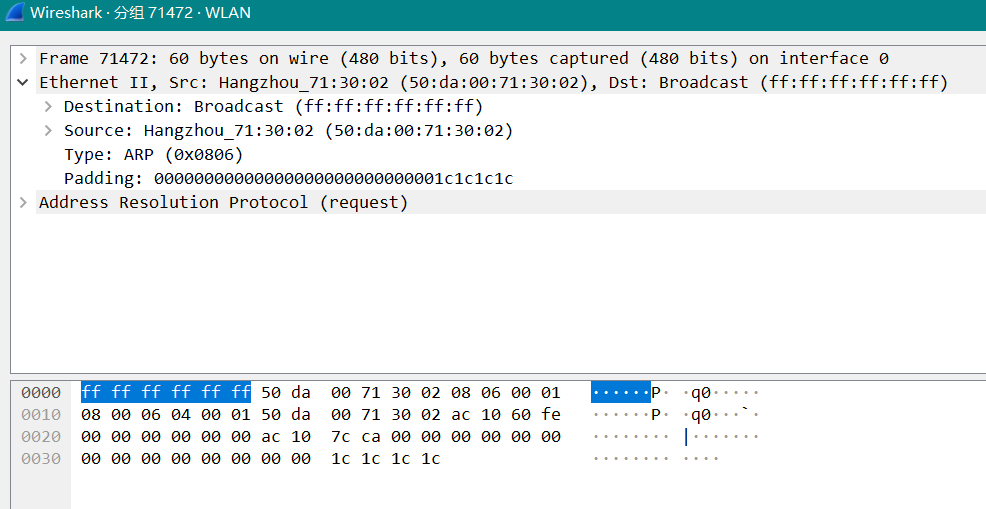 Wireshark · 分组 71472 · WLAN
Frame 71472: 60 bytes on wire (480 bits), 60 bytes captured (480 bits) on interface 0
Ethernet II, Src: Hangzhou_71:30:02 (50:da:00:71:30:02), Dst: Broadcast (ff:ff:ff:ff:ff:ff)
Destination: Broadcast (ff:ff:ff:ff:ff:ff)
Source: Hangzhou_71:30:02 (50:da:00:71:30:02)
Type: ARP (0x0806)
Padding: 00000000000000000000000000001c1c1c1c
Address Resolution Protocol (request)
0000 ff ff ff ff ff ff 50 da 00 71 30 02 08 06 00 01 ······P· ·q0·····
0010 08 00 06 04 00 01 50 da 00 71 30 02 ac 10 60 fe ······P· ·q0···`·
0020 00 00 00 00 00 00 ac 10 7c ca 00 00 00 00 00 00 ········ |·······
0030 00 00 00 00 00 00 00 00 1c 1c 1c 1c ········ ····